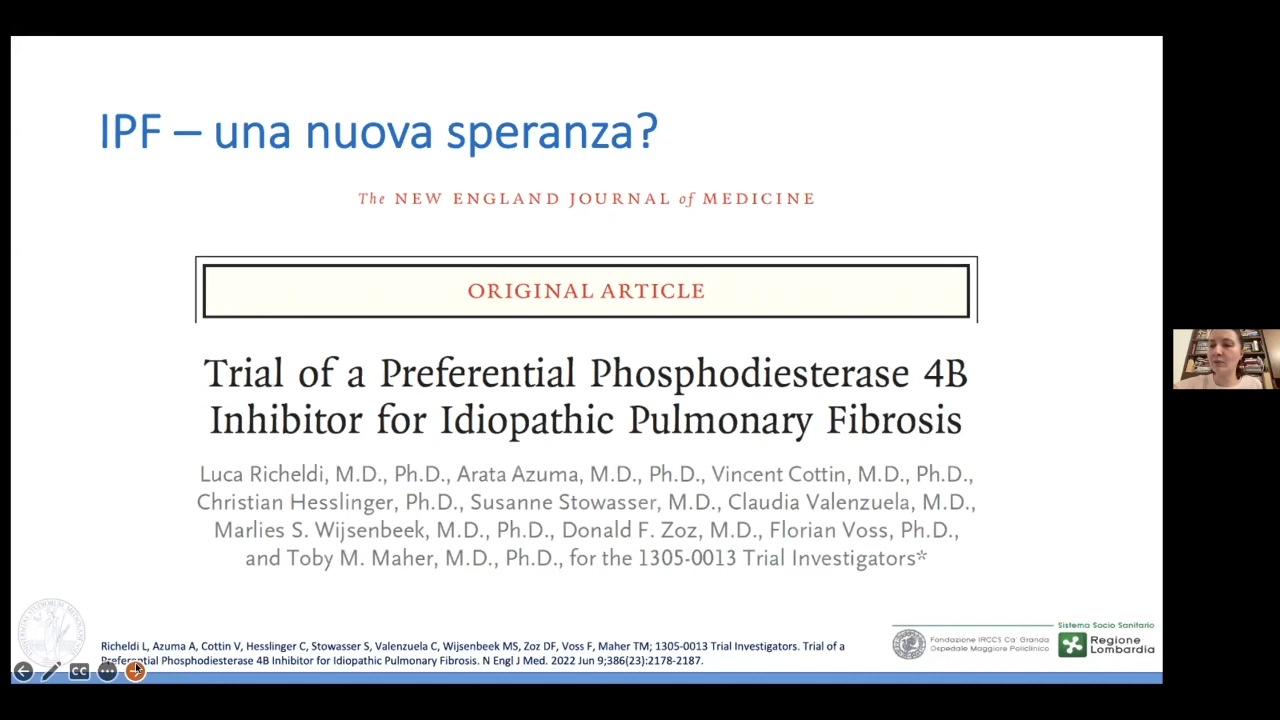 IPF – una nuova speranza?
The NEW ENGLAND JOURNAL of MEDICINE
ORIGINAL ARTICLE
Trial of a Preferential Phosphodiesterase 4B
Inhibitor for Idiopathic Pulmonary Fibrosis
Luca Richeldi, M.D., Ph.D., Arata Azuma, M.D., Ph.D., Vincent Cottin, M.D., Ph.D.,
Christian Hesslinger, Ph.D., Susanne Stowasser, M.D., Claudia Valenzuela, M.D.,
Marlies S. Wijsenbeek, M.D., Ph.D., Donald F. Zoz, M.D., Florian Voss, Ph.D.,
and Toby M. Maher, M.D., Ph.D., for the 1305-0013 Trial Investigators*
Richeldi L, Azuma A, Cottin V, Hesslinger C, Stowasser S, Valenzuela C, Wijsenbeek MS, Zoz DF, Voss F, Maher TM; 1305-0013 Trial Investigators. Trial of a
Preferential Phosphodiesterase 4B Inhibitor for Idiopathic Pulmonary Fibrosis. N Engl J Med. 2022 Jun 9;386(23):2178-2187.
Fondazione IRCCS Ca' Granda
Ospedale Maggiore Policlinico
Sistema Socio Sanitario
Regione
Lombardia
CC